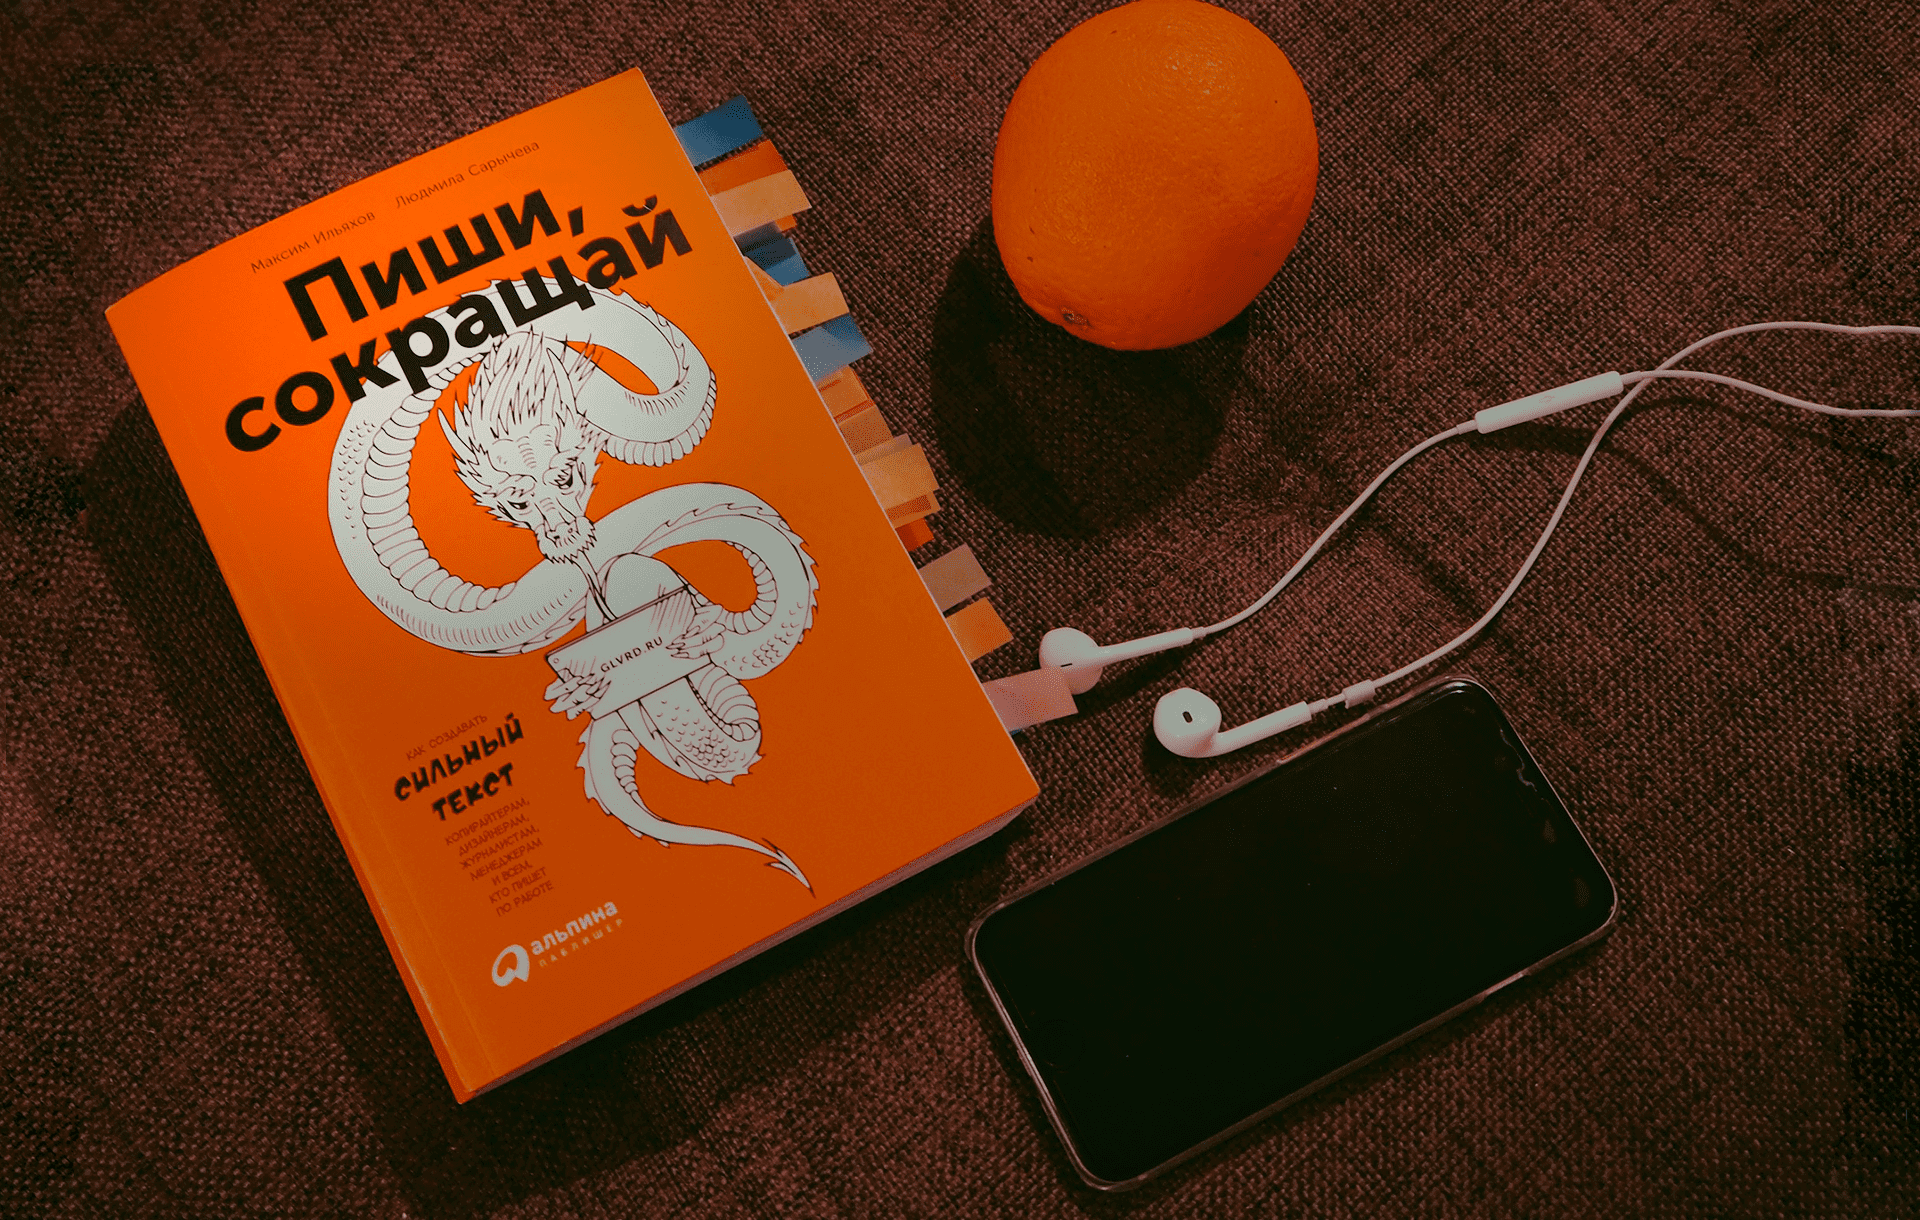 Максим Ильяхов Людмила Сарычева
Пиши,
сокращай
GLVRD.RU
КАК СОЗДАВАТЬ
СИЛЬНЫЙ
ТЕКСТ
КОПИРАЙТЕРАМ,
ДИЗАЙНЕРАМ,
ЖУРНАЛИСТАМ,
МЕНЕДЖЕРАМ
И ВСЕМ,
КТО ПИШЕТ
ПО РАБОТЕ
альпина
ПАБЛИШЕР